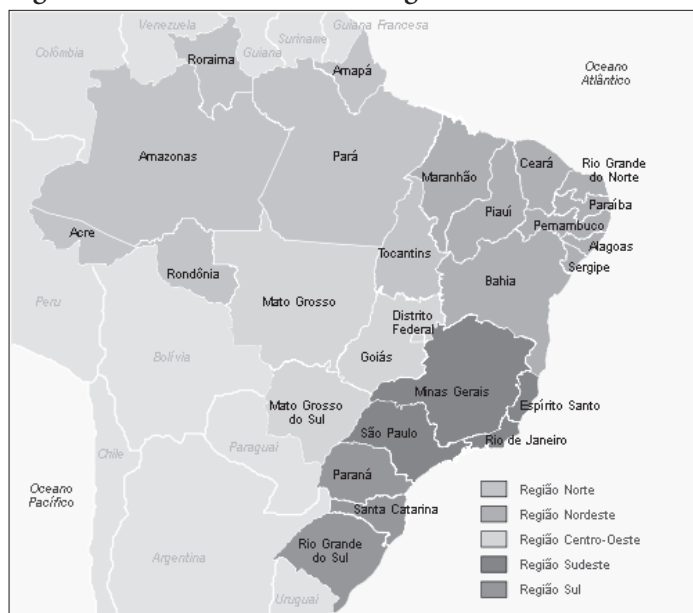 Venezuela
Guiana Francesa
Suriname
Colômbia
Guiana
Roraima
Amapá
Oceano
Atlântico
Amazonas
Pará
Maranhão
Ceará
Rio Grande
do Norte
Piauí
Paraíba
Pernambuco
Acre
Alagoas
Tocantins
Sergipe
Rondônia
Bahia
Peru
Mato Grosso
Distrito
Federal
Bolívia
Goiás
Minas Gerais
Mato Grosso
do Sul
Espírito Santo
São Paulo
Rio de Janeiro
Paraguai
Chile
Paraná
Oceano
Pacífico
Santa Catarina
Rio Grande
do Sul
Argentina
Uruguai
Região Norte
Região Nordeste
Região Centro-Oeste
Região Sudeste
Região Sul